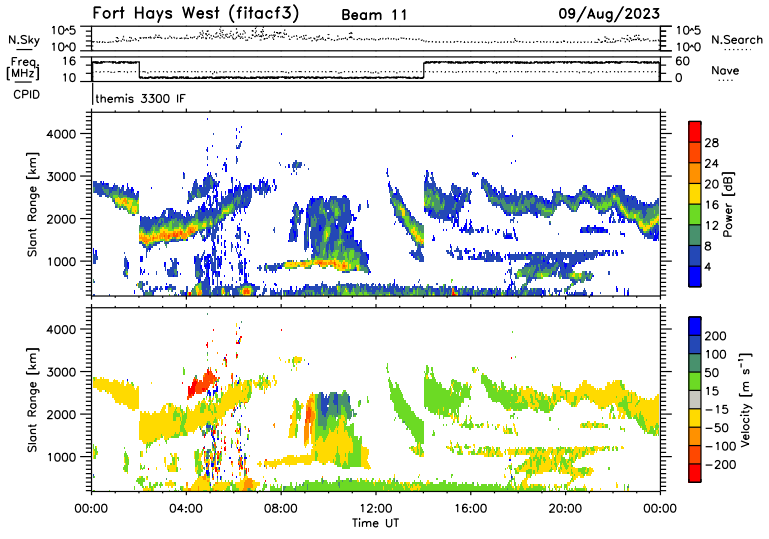 Fort Hays West (fitacf3) Beam 11 09/Aug/2023
N.Sky 10^5 10^0 10^5 10^0 N.Search
Freq. [MHz] 16 10 60 0 Nave
CPID themis 3300 IF
Slant Range [km] 4000 3000 2000 1000
Power [dB] 28 24 20 16 12 8 4
Slant Range [km] 4000 3000 2000 1000
Velocity [m s⁻¹] 200 100 50 15 −15 −50 −100 −200
00:00 04:00 08:00 12:00 16:00 20:00 00:00
Time UT